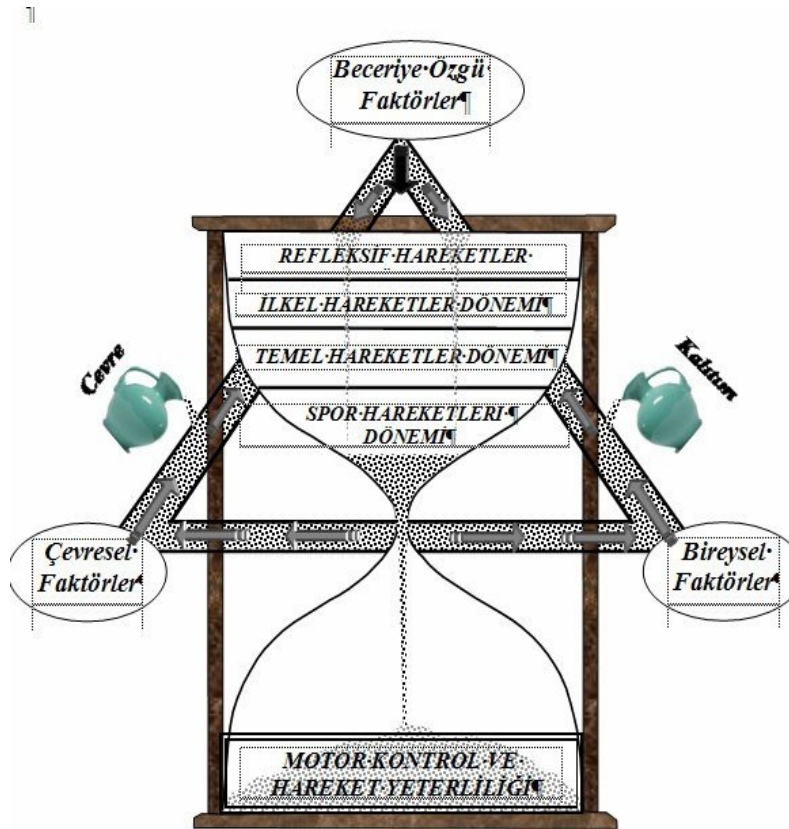 ¶
Beceriye·Özgü·
Faktörler¶
REFLEKSİF·HAREKETLER·
İLKEL·HAREKETLER·DÖNEMİ¶
TEMEL·HAREKETLER·DÖNEMİ¶
SPOR·HAREKETLERI·¶
DÖNEMİ¶
Çevre
Kalıtım
Çevresel·
Faktörler¶
Bireysel·
Faktörler¶
MOTOR·KONTROL·VE·
HAREKET·YETERLİLİĞİ¶